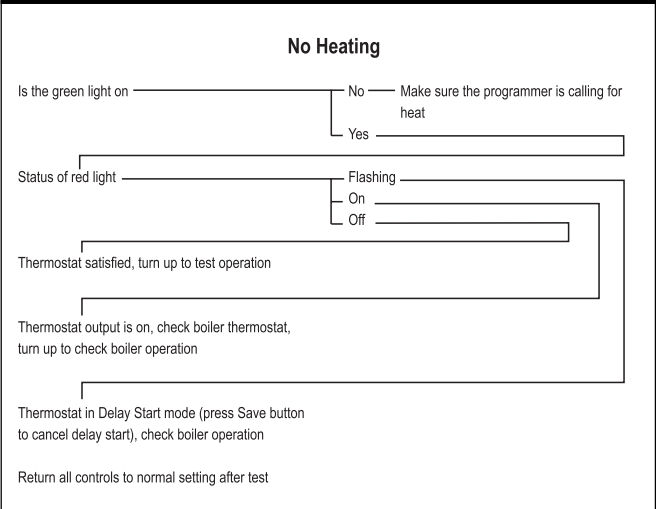 No Heating
Is the green light on
No
Make sure the programmer is calling for
heat
Yes
Status of red light
Flashing
On
Off
Thermostat satisfied, turn up to test operation
Thermostat output is on, check boiler thermostat,
turn up to check boiler operation
Thermostat in Delay Start mode (press Save button
to cancel delay start), check boiler operation
Return all controls to normal setting after test